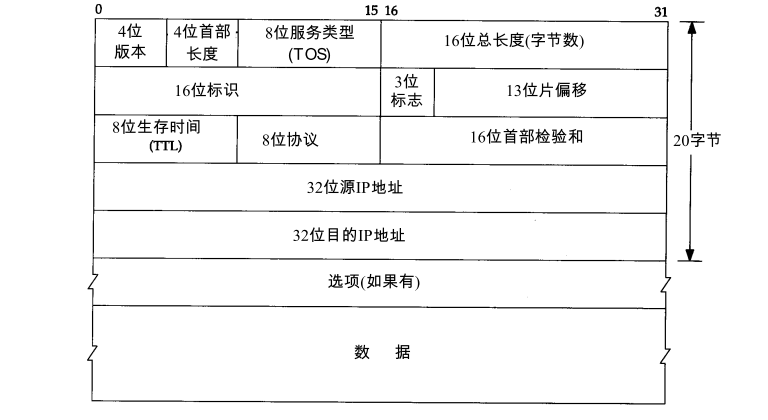 0 15 16 31
4位
版本
4位首部
长度
8位服务类型
(TOS)
16位总长度(字节数)
16位标识
3位
标志
13位片偏移
8位生存时间
(TTL)
8位协议
16位首部检验和
20字节
32位源IP地址
32位目的IP地址
选项(如果有)
数 据